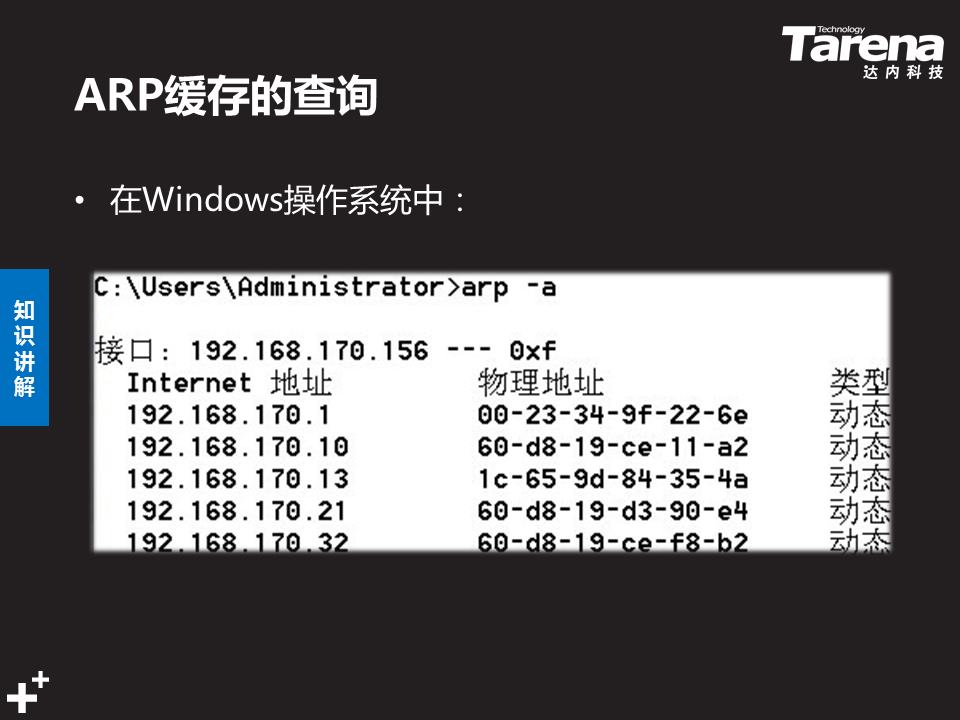 Technology
Tarena
达内科技
ARP缓存的查询
• 在Windows操作系统中：
知识讲解
C:\Users\Administrator>arp -a
接口: 192.168.170.156 --- 0xf
Internet 地址 物理地址 类型
192.168.170.1 00-23-34-9f-22-6e 动态
192.168.170.10 60-d8-19-ce-11-a2 动态
192.168.170.13 1c-65-9d-84-35-4a 动态
192.168.170.21 60-d8-19-d3-90-e4 动态
192.168.170.32 60-d8-19-ce-f8-b2 动态